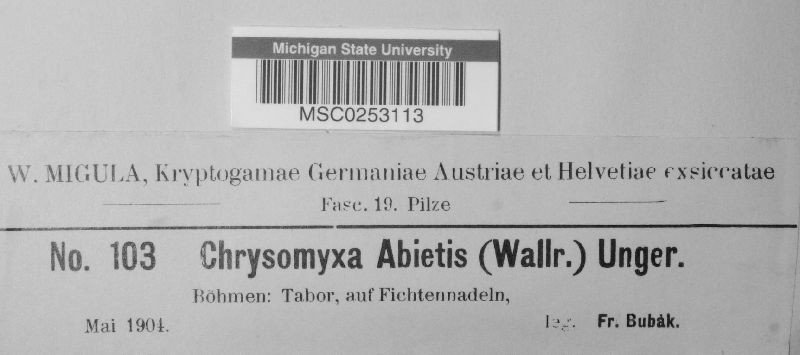 Michigan State University
MSC0253113
W. MIGULA, Kryptogamae Germaniae Austriae et Helvetiae exsiccatae
Fasc. 19. Pilze
No. 103 Chrysomyxa Abietis (Wallr.) Unger.
Böhmen: Tabor, auf Fichtennadeln,
Mai 1904. leg. Fr. Bubák.